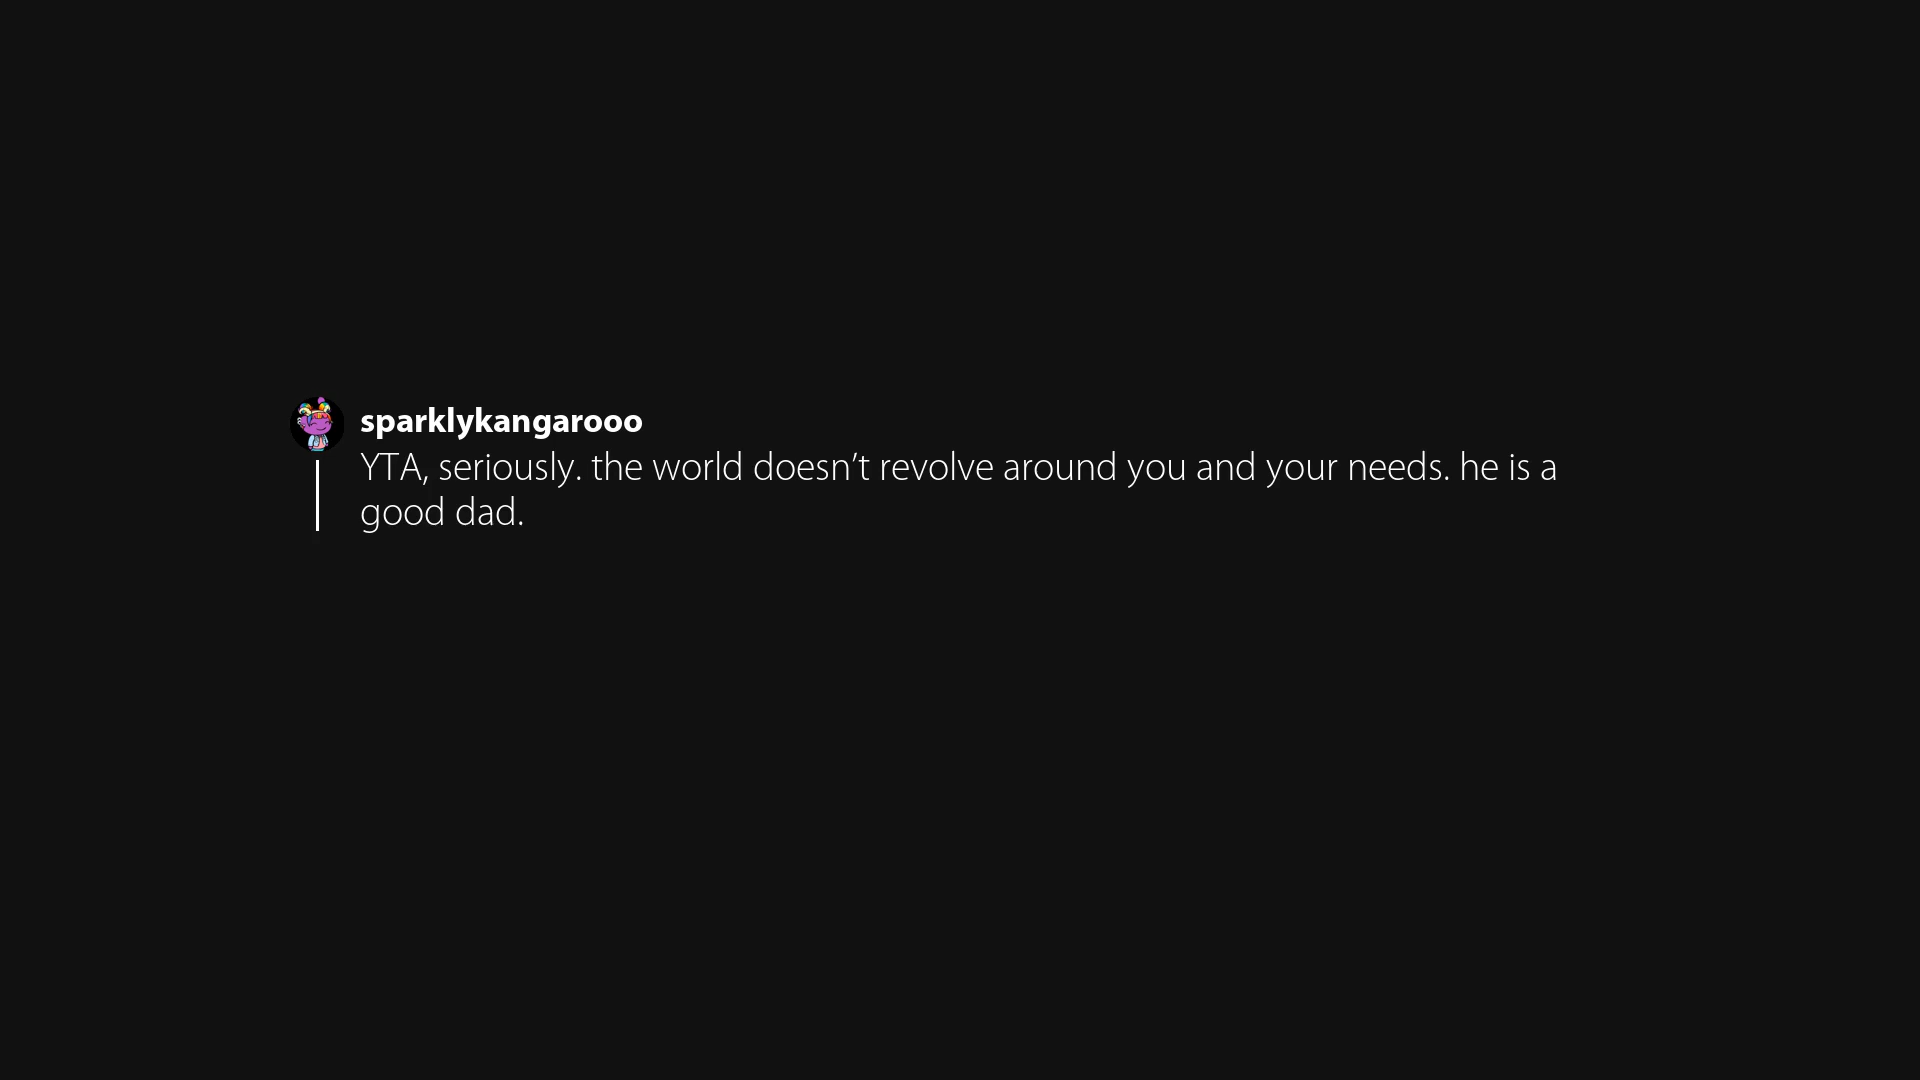 sparklykangarooo
YTA, seriously. the world doesn’t revolve around you and your needs. he is a
good dad.